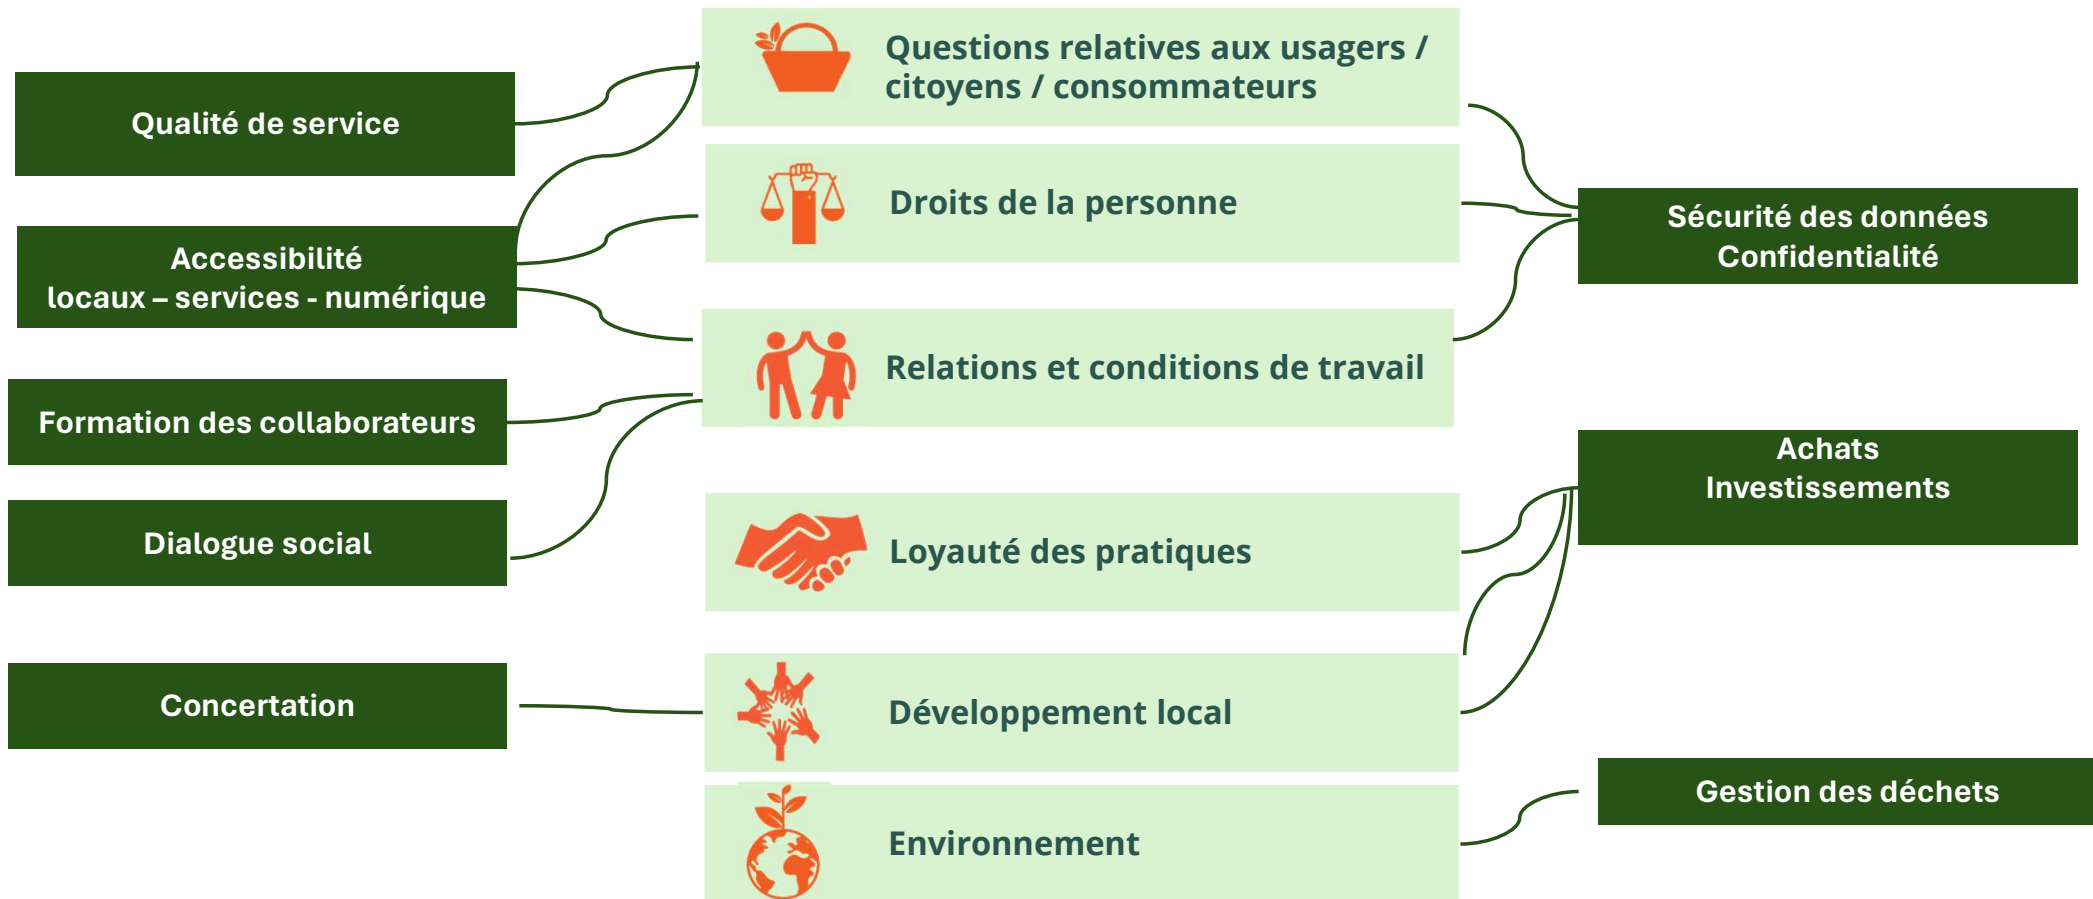 Qualité de service
Accessibilité
locaux – services - numérique
Formation des collaborateurs
Dialogue social
Concertation
Questions relatives aux usagers /
citoyens / consommateurs
Droits de la personne
Relations et conditions de travail
Loyauté des pratiques
Développement local
Environnement
Sécurité des données
Confidentialité
Achats
Investissements
Gestion des déchets